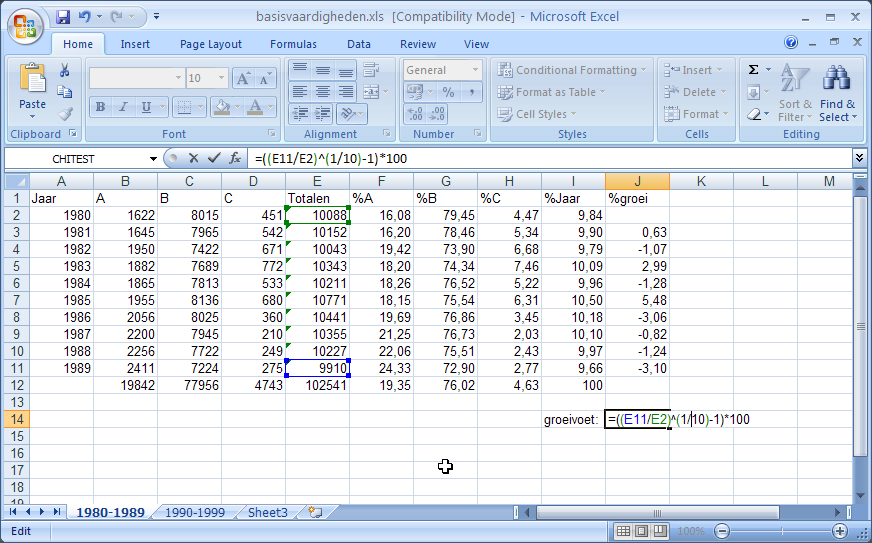 basisvaardigheden.xls [Compatibility Mode] - Microsoft Excel
Home Insert Page Layout Formulas Data Review View
Paste
Clipboard
10
B I U
Font
Alignment
General
Number
Conditional Formatting
Format as Table
Cell Styles
Styles
Insert
Delete
Format
Cells
Sort & Filter
Find & Select
Editing
CHITEST =((E11/E2)^(1/10)-1)*100
A B C D E F G H I J K L M
1 Jaar A B C Totalen %A %B %C %Jaar %groei
2 1980 1622 8015 451 10088 16,08 79,45 4,47 9,84
3 1981 1645 7965 542 10152 16,20 78,46 5,34 9,90 0,63
4 1982 1950 7422 671 10043 19,42 73,90 6,68 9,79 -1,07
5 1983 1882 7689 772 10343 18,20 74,34 7,46 10,09 2,99
6 1984 1865 7813 533 10211 18,26 76,52 5,22 9,96 -1,28
7 1985 1955 8136 680 10771 18,15 75,54 6,31 10,50 5,48
8 1986 2056 8025 360 10441 19,69 76,86 3,45 10,18 -3,06
9 1987 2200 7945 210 10355 21,25 76,73 2,03 10,10 -0,82
10 1988 2256 7722 249 10227 22,06 75,51 2,43 9,97 -1,24
11 1989 2411 7224 275 9910 24,33 72,90 2,77 9,66 -3,10
12 19842 77956 4743 102541 19,35 76,02 4,63 100
13
14 groeivoet: =((E11/E2)^(1/10)-1)*100
15
16
17
18
19
1980-1989 1990-1999 Sheet3
Edit 100%